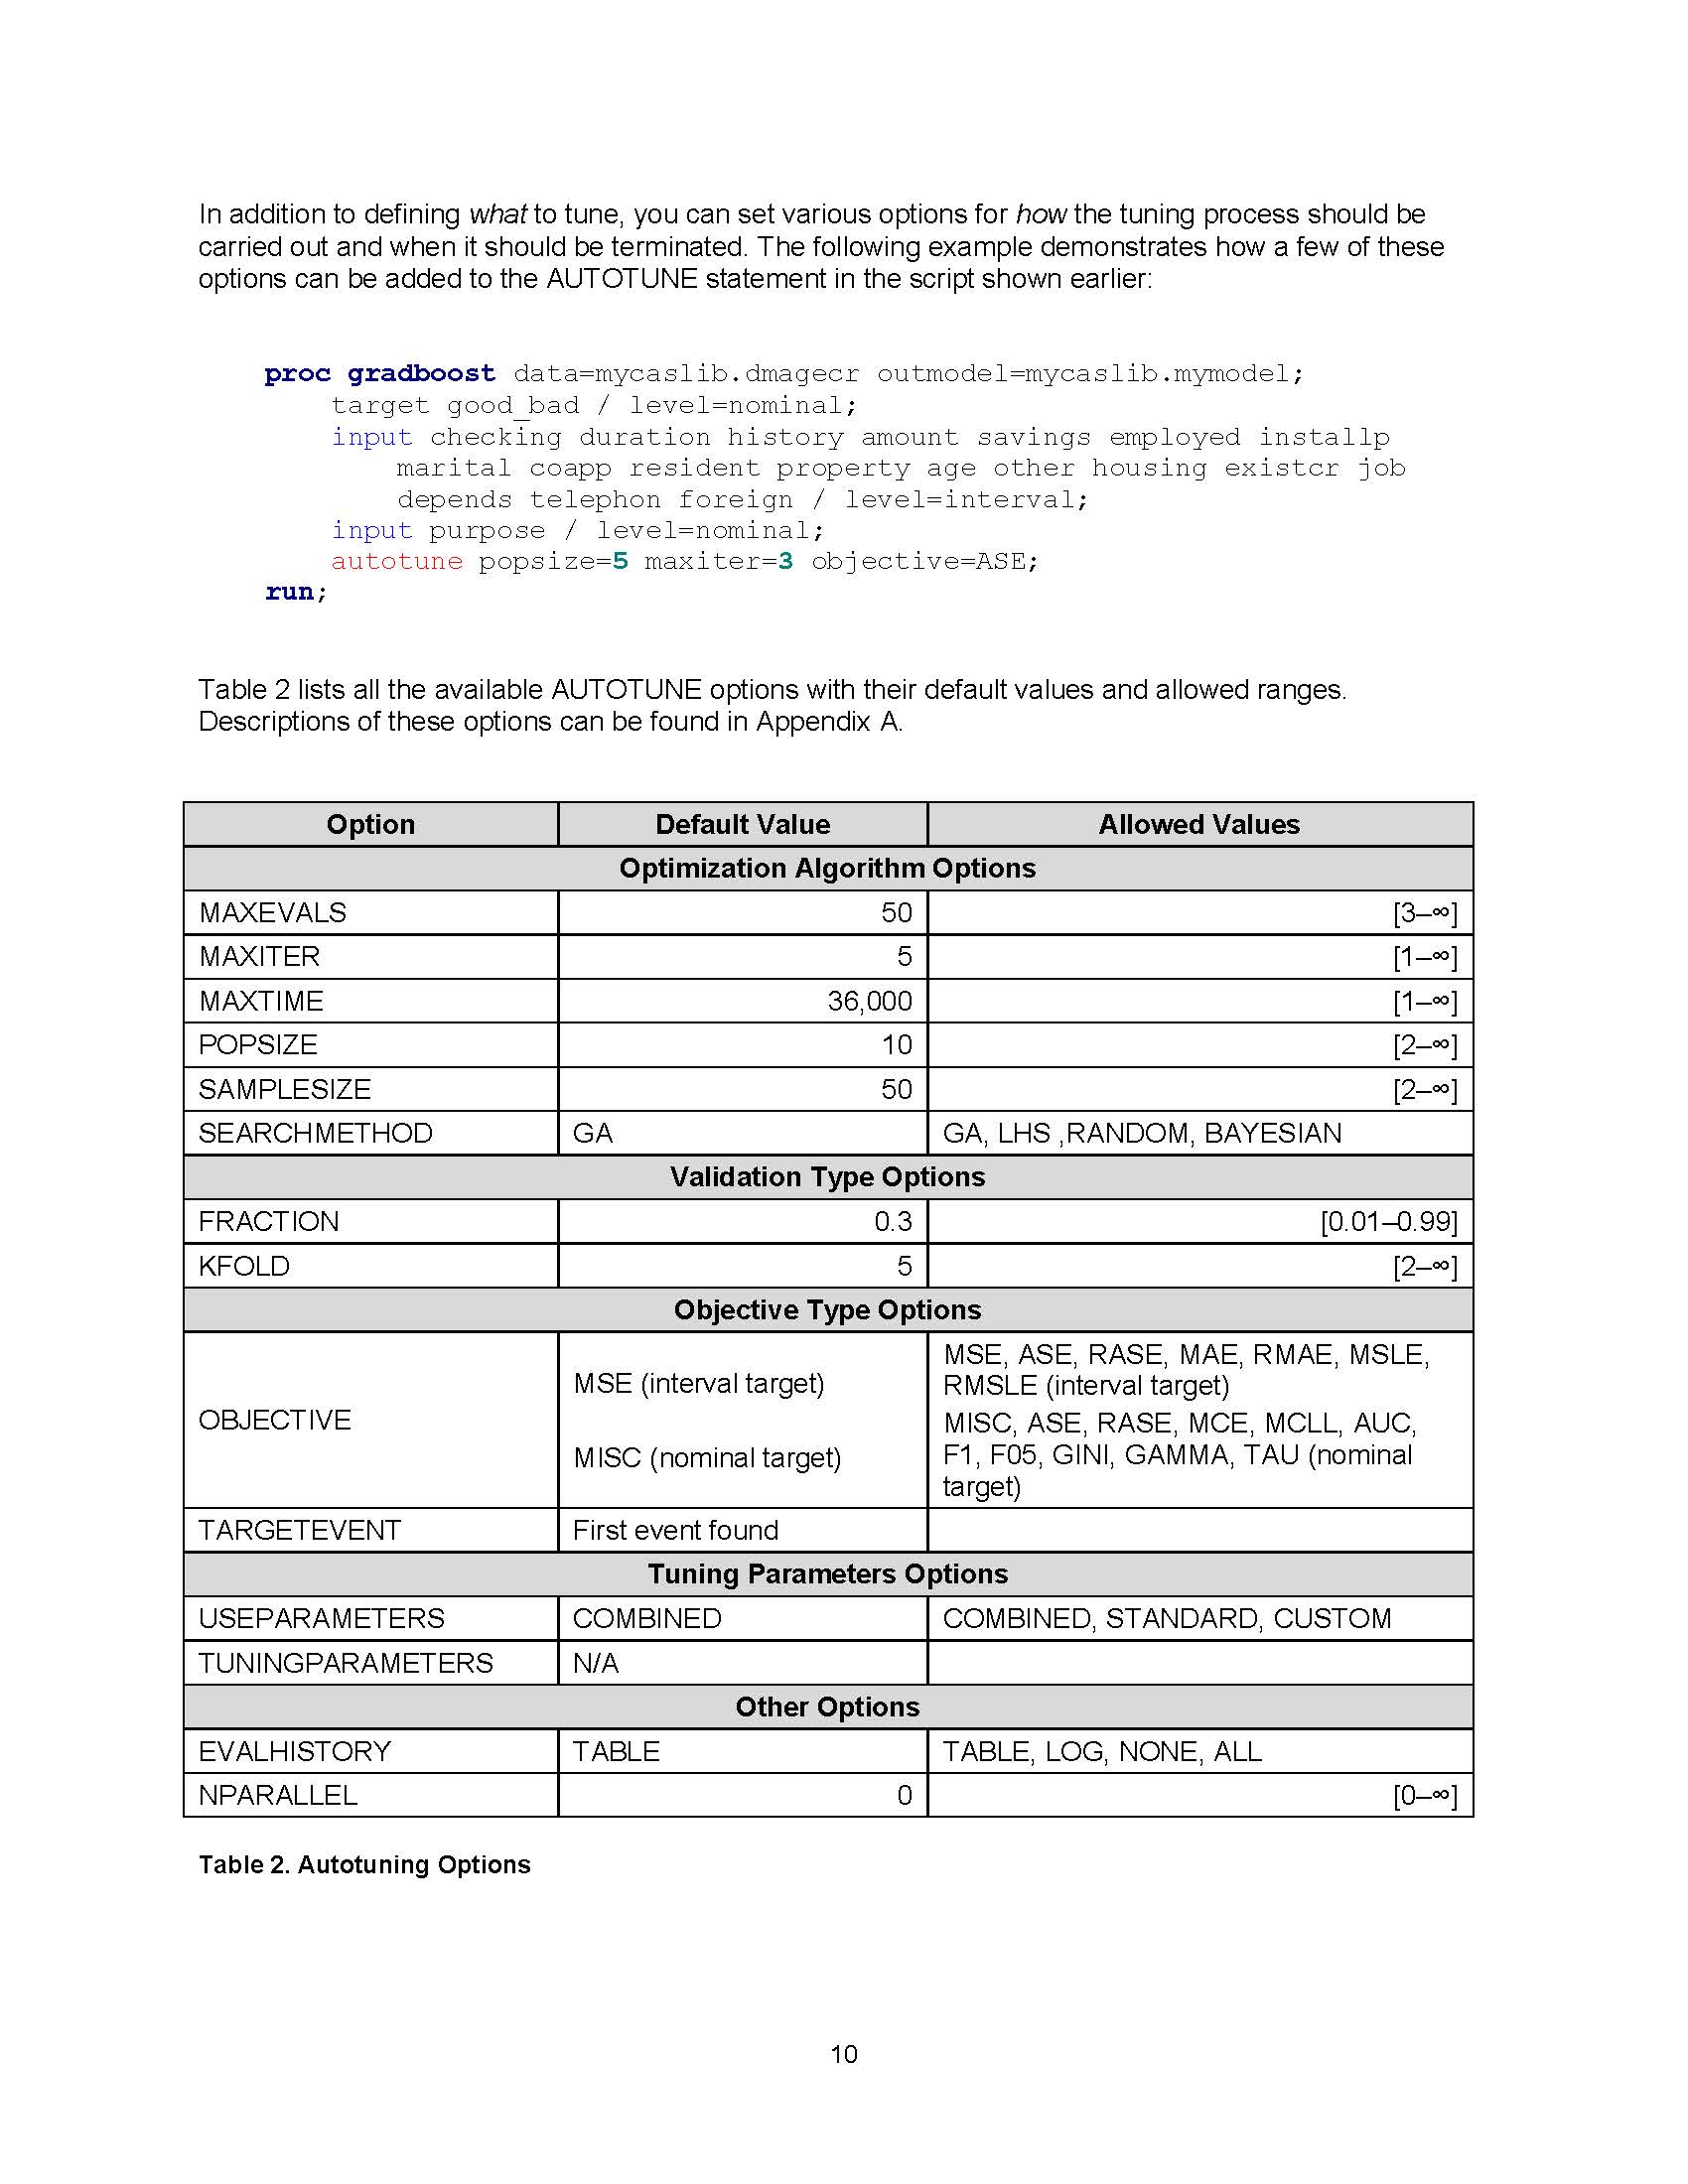 In addition to defining what to tune, you can set various options for how the tuning process should be
carried out and when it should be terminated. The following example demonstrates how a few of these
options can be added to the AUTOTUNE statement in the script shown earlier:
proc gradboost data=mycaslib.dmagecr outmodel=mycaslib.mymodel;
target good_bad / level=nominal;
input checking duration history amount savings employed installp
marital coapp resident property age other housing existcr job
depends telephon foreign / level=interval;
input purpose / level=nominal;
autotune popsize=5 maxiter=3 objective=ASE;
run;
Table 2 lists all the available AUTOTUNE options with their default values and allowed ranges.
Descriptions of these options can be found in Appendix A.
Option Default Value Allowed Values
Optimization Algorithm Options
MAXEVALS 50 [3–∞]
MAXITER 5 [1–∞]
MAXTIME 36,000 [1–∞]
POPSIZE 10 [2–∞]
SAMPLESIZE 50 [2–∞]
SEARCHMETHOD GA GA, LHS ,RANDOM, BAYESIAN
Validation Type Options
FRACTION 0.3 [0.01–0.99]
KFOLD 5 [2–∞]
Objective Type Options
OBJECTIVE
MSE (interval target)
MISC (nominal target)
MSE, ASE, RASE, MAE, RMAE, MSLE,
RMSLE (interval target)
MISC, ASE, RASE, MCE, MCLL, AUC,
F1, F05, GINI, GAMMA, TAU (nominal
target)
TARGETEVENT First event found
Tuning Parameters Options
USEPARAMETERS COMBINED COMBINED, STANDARD, CUSTOM
TUNINGPARAMETERS N/A
Other Options
EVALHISTORY TABLE TABLE, LOG, NONE, ALL
NPARALLEL 0 [0–∞]
Table 2. Autotuning Options
10